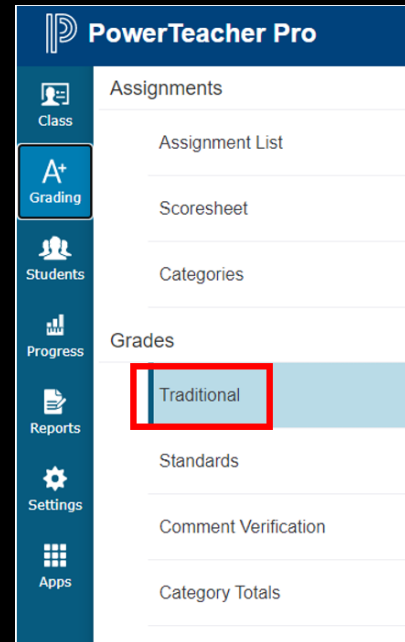 PowerTeacher Pro
Class
A+
Grading
Students
Progress
Reports
Settings
Apps
Assignments
Assignment List
Scoresheet
Categories
Grades
Traditional
Standards
Comment Verification
Category Totals